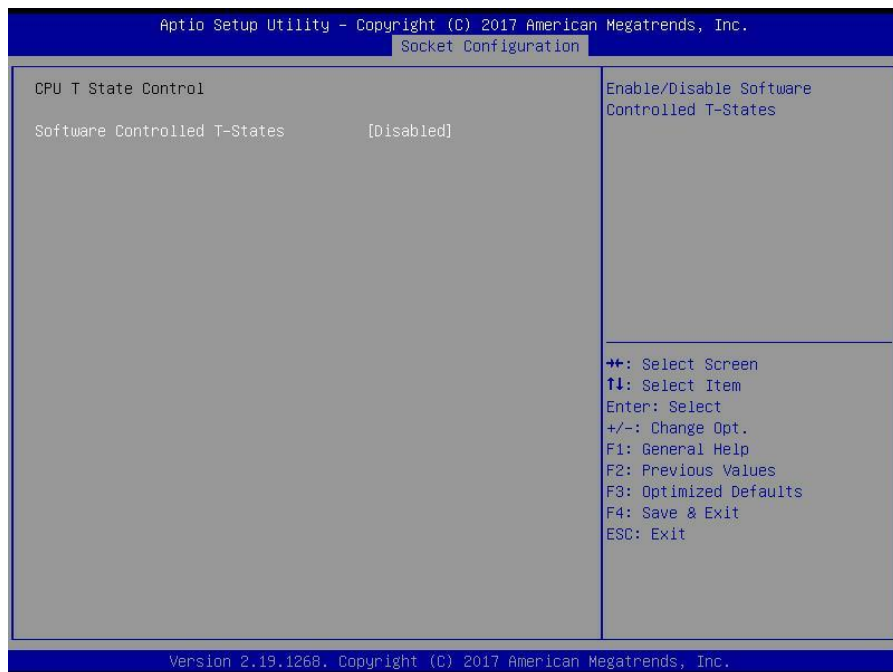 Aptio Setup Utility – Copyright (C) 2017 American Megatrends, Inc.
Socket Configuration
CPU T State Control
Software Controlled T-States [Disabled]
Enable/Disable Software
Controlled T-States
→←: Select Screen
↑↓: Select Item
Enter: Select
+/-: Change Opt.
F1: General Help
F2: Previous Values
F3: Optimized Defaults
F4: Save & Exit
ESC: Exit
Version 2.19.1268. Copyright (C) 2017 American Megatrends, Inc.